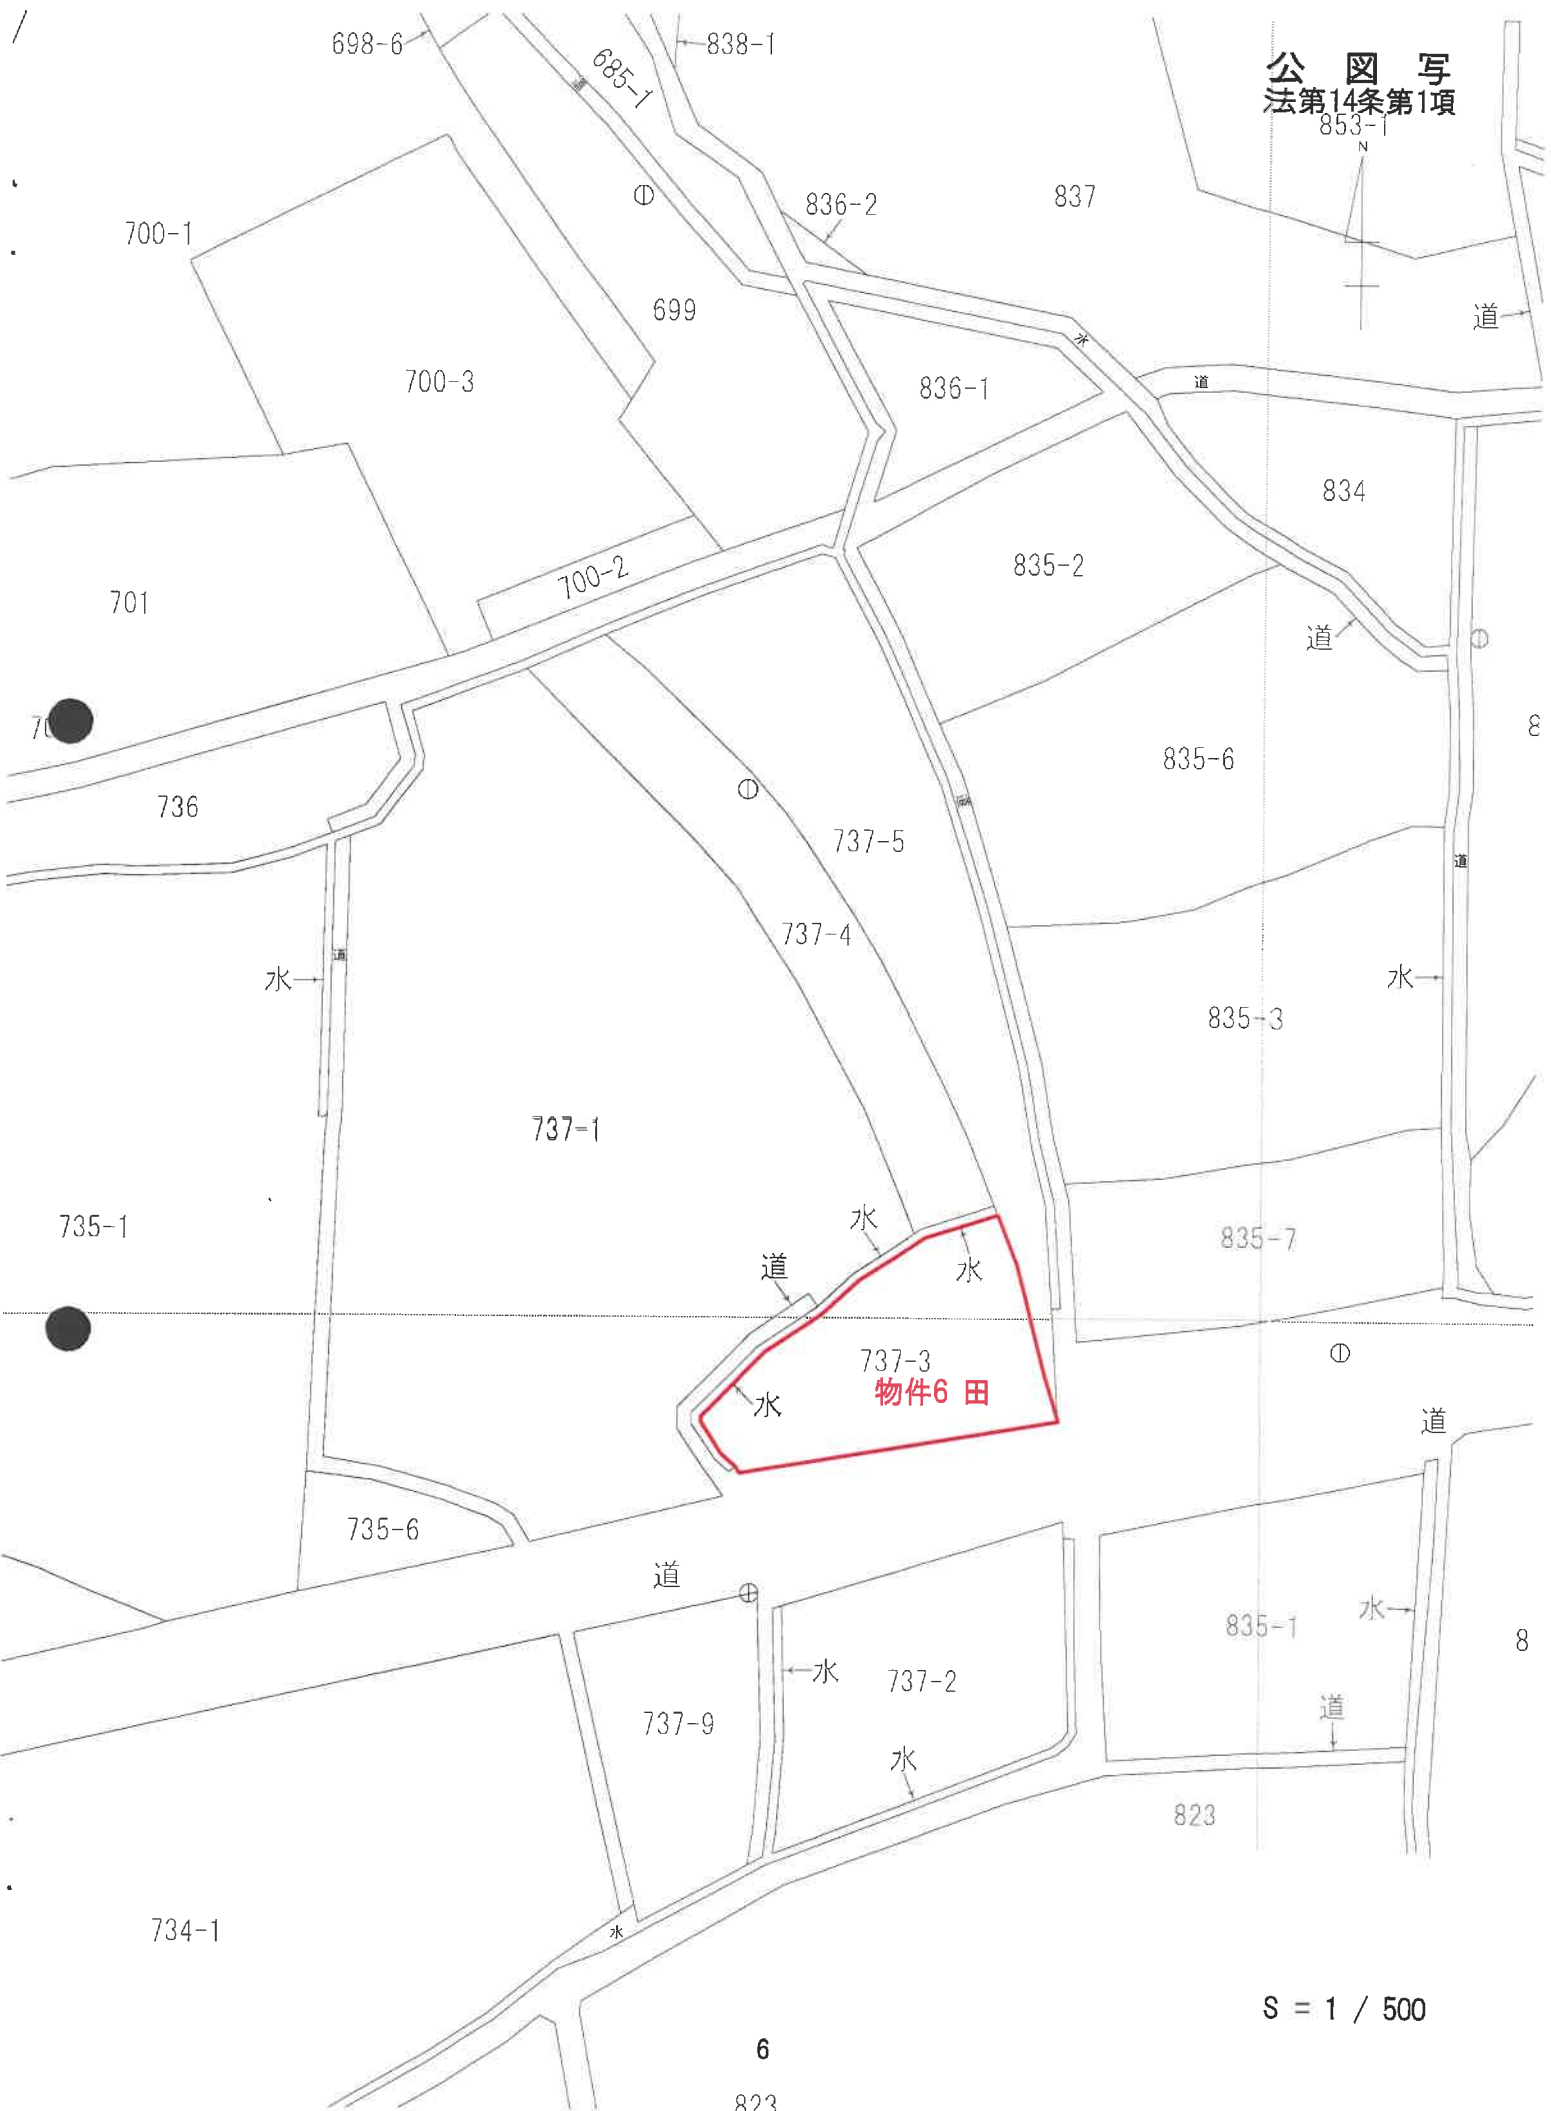 698-6
838-1
685-1
公図写
法第14条第1項
853-1
N
836-2
837
700-1
699
道
700-3
836-1
水
道
834
835-2
700-2
701
道
835-6
736
737-5
道
737-4
道
水
水
835-3
737-1
735-1
水
835-7
道
水
737-3
物件6 田
水
道
735-6
道
835-1
水
水
737-2
737-9
道
水
823
734-1
水
S = 1 / 500
6
823